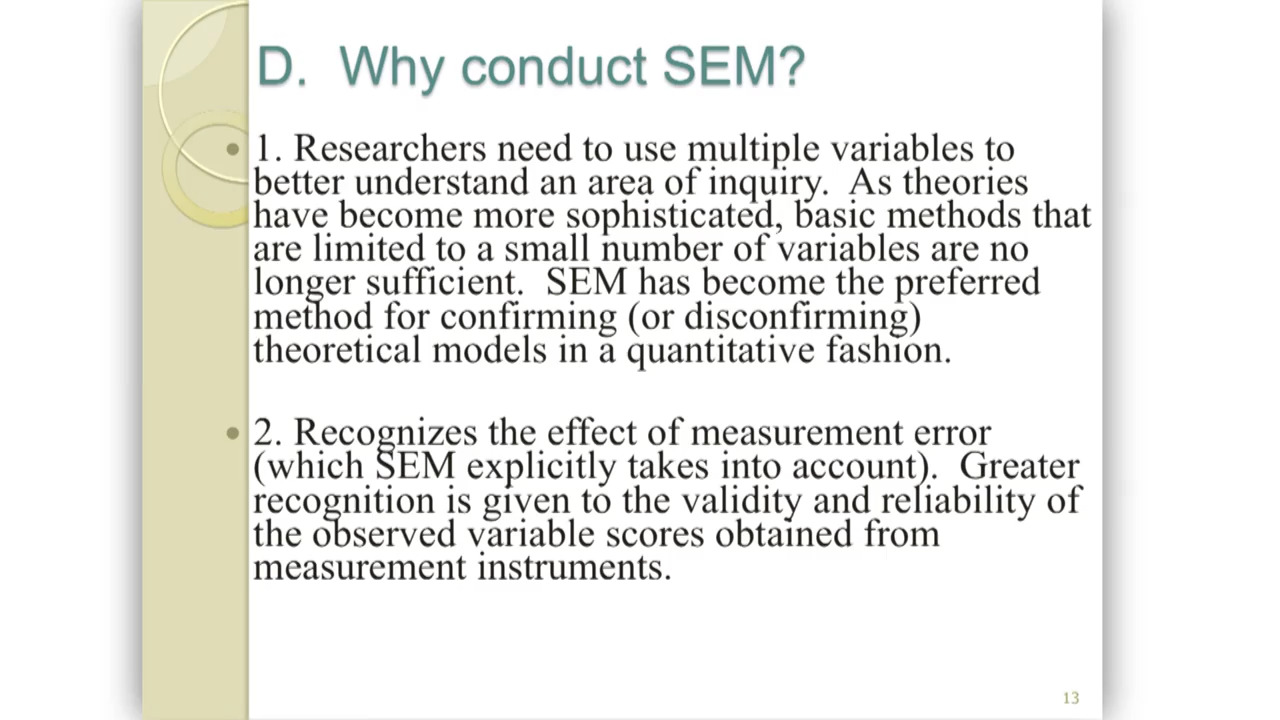 D. Why conduct SEM?
• 1. Researchers need to use multiple variables to
better understand an area of inquiry. As theories
have become more sophisticated, basic methods that
are limited to a small number of variables are no
longer sufficient. SEM has become the preferred
method for confirming (or disconfirming)
theoretical models in a quantitative fashion.
• 2. Recognizes the effect of measurement error
(which SEM explicitly takes into account). Greater
recognition is given to the validity and reliability of
the observed variable scores obtained from
measurement instruments.
13